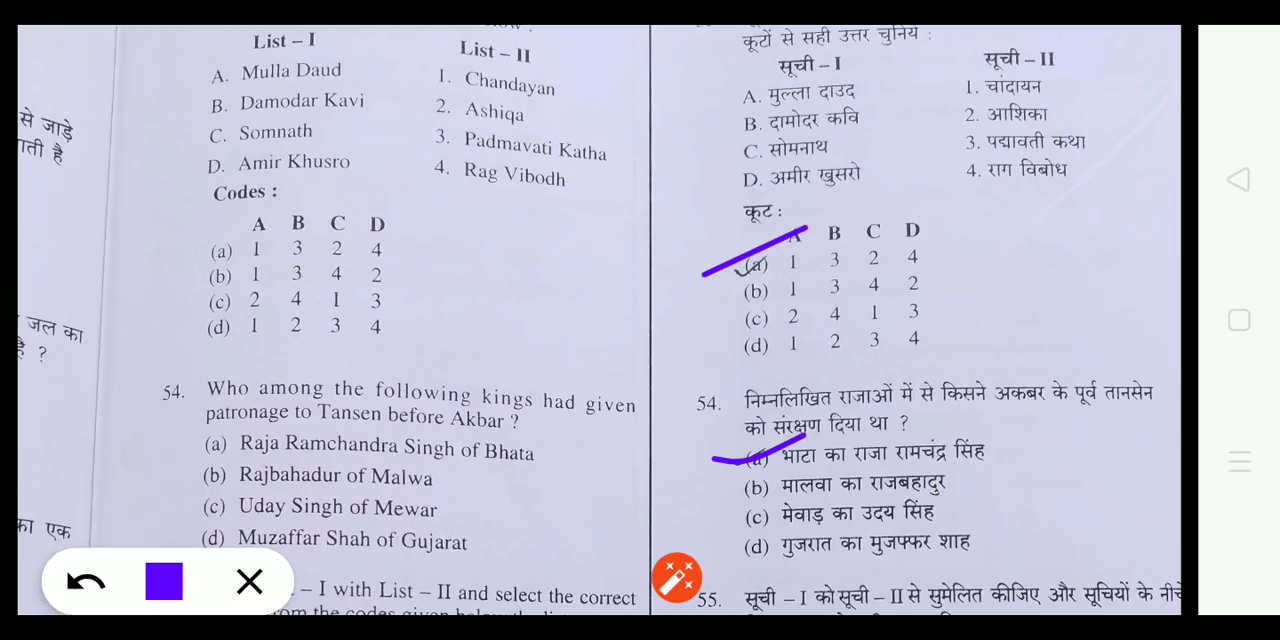 List – I
List – II
A. Mulla Daud
1. Chandayan
B. Damodar Kavi
2. Ashiqa
C. Somnath
3. Padmavati Katha
D. Amir Khusro
4. Rag Vibodh
Codes :
A B C D
(a) 1 3 2 4
(b) 1 3 4 2
(c) 2 4 1 3
(d) 1 2 3 4
54. Who among the following kings had given
patronage to Tansen before Akbar ?
(a) Raja Ramchandra Singh of Bhata
(b) Rajbahadur of Malwa
(c) Uday Singh of Mewar
(d) Muzaffar Shah of Gujarat
– I with List – II and select the correct
से जाड़े
ाती है
जल का
है ?
का एक
कूटों से सही उत्तर चुनिये :
सूची – I
सूची – II
A. मुल्ला दाउद
1. चांदायन
B. दामोदर कवि
2. आशिका
C. सोमनाथ
3. पद्मावती कथा
D. अमीर खुसरो
4. राग विबोध
कूट :
A B C D
(a) 1 3 2 4
(b) 1 3 4 2
(c) 2 4 1 3
(d) 1 2 3 4
54. निम्नलिखित राजाओं में से किसने अकबर के पूर्व तानसेन
को संरक्षण दिया था ?
(a) भाटा का राजा रामचंद्र सिंह
(b) मालवा का राजबहादुर
(c) मेवाड़ का उदय सिंह
(d) गुजरात का मुजफ्फर शाह
55. सूची – I को सूची – II से सुमेलित कीजिए और सूचियों के नीचे